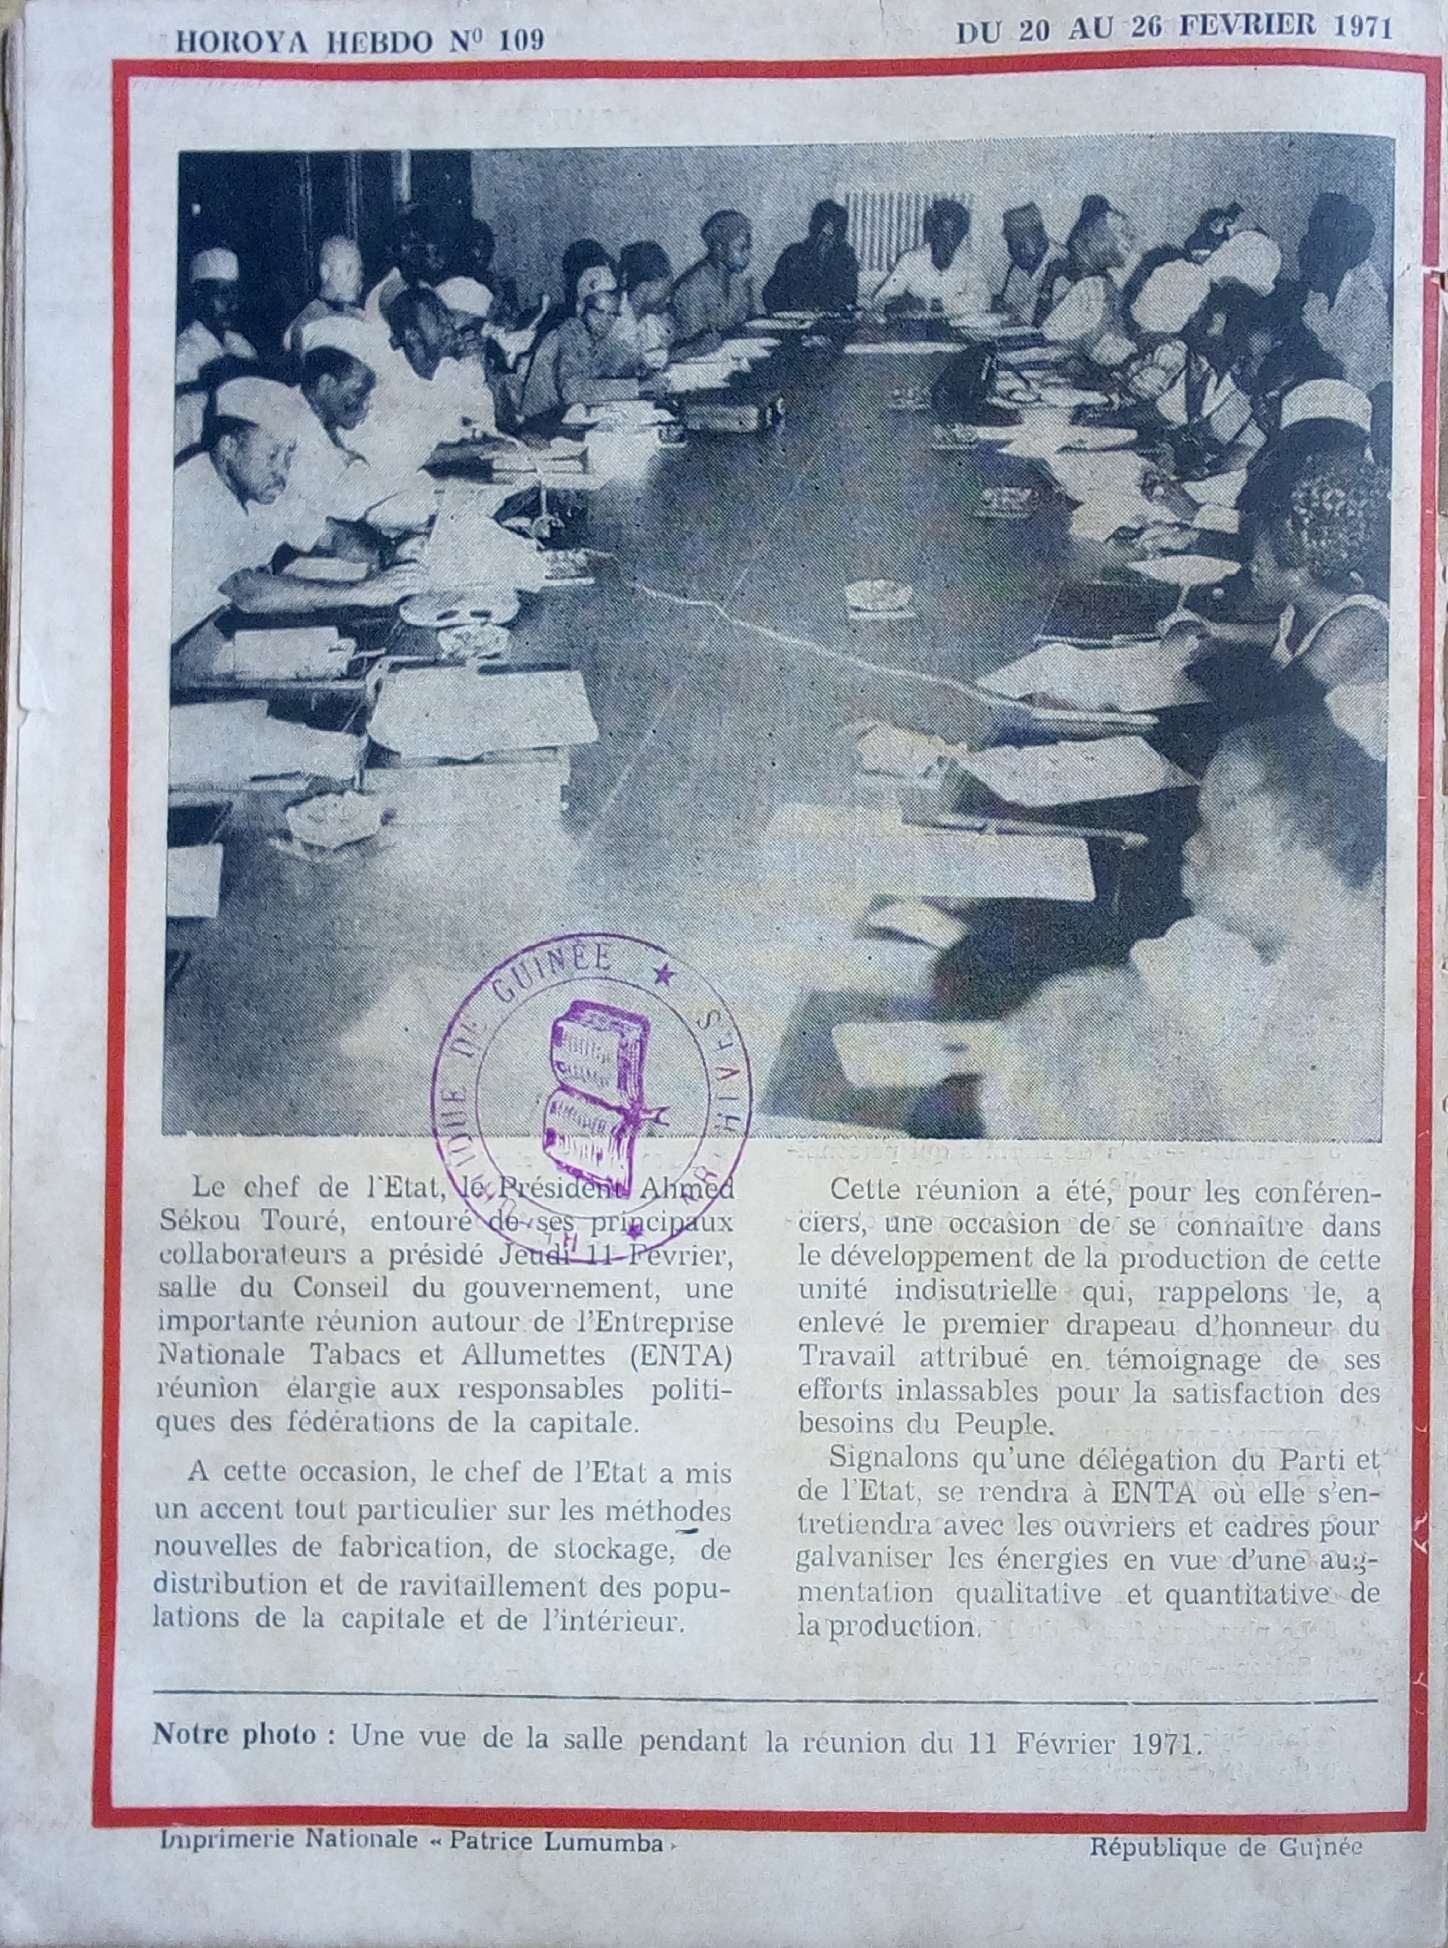 HOROYA HEBDO Nº 109
DU 20 AU 26 FEVRIER 1971
RÉPUBLIQUE DE GUINÉE ★ ARCHIVES ★
Le chef de l'Etat, le Président Ahmed
Sékou Touré, entouré de ses principaux
collaborateurs a présidé Jeudi 11 Février,
salle du Conseil du gouvernement, une
importante réunion autour de l'Entreprise
Nationale Tabacs et Allumettes (ENTA)
réunion élargie aux responsables politi-
ques des fédérations de la capitale.
A cette occasion, le chef de l'Etat a mis
un accent tout particulier sur les méthodes
nouvelles de fabrication, de stockage, de
distribution et de ravitaillement des popu-
lations de la capitale et de l'intérieur.
Cette réunion a été, pour les conféren-
ciers, une occasion de se connaître dans
le développement de la production de cette
unité indisutrielle qui, rappelons le, a
enlevé le premier drapeau d'honneur du
Travail attribué en témoignage de ses
efforts inlassables pour la satisfaction des
besoins du Peuple.
Signalons qu'une délégation du Parti et
de l'Etat, se rendra à ENTA où elle s'en-
tretiendra avec les ouvriers et cadres pour
galvaniser les énergies en vue d'une aug-
mentation qualitative et quantitative de
la production.
Notre photo : Une vue de la salle pendant la réunion du 11 Février 1971.
Imprimerie Nationale « Patrice Lumumba »
République de Guinée